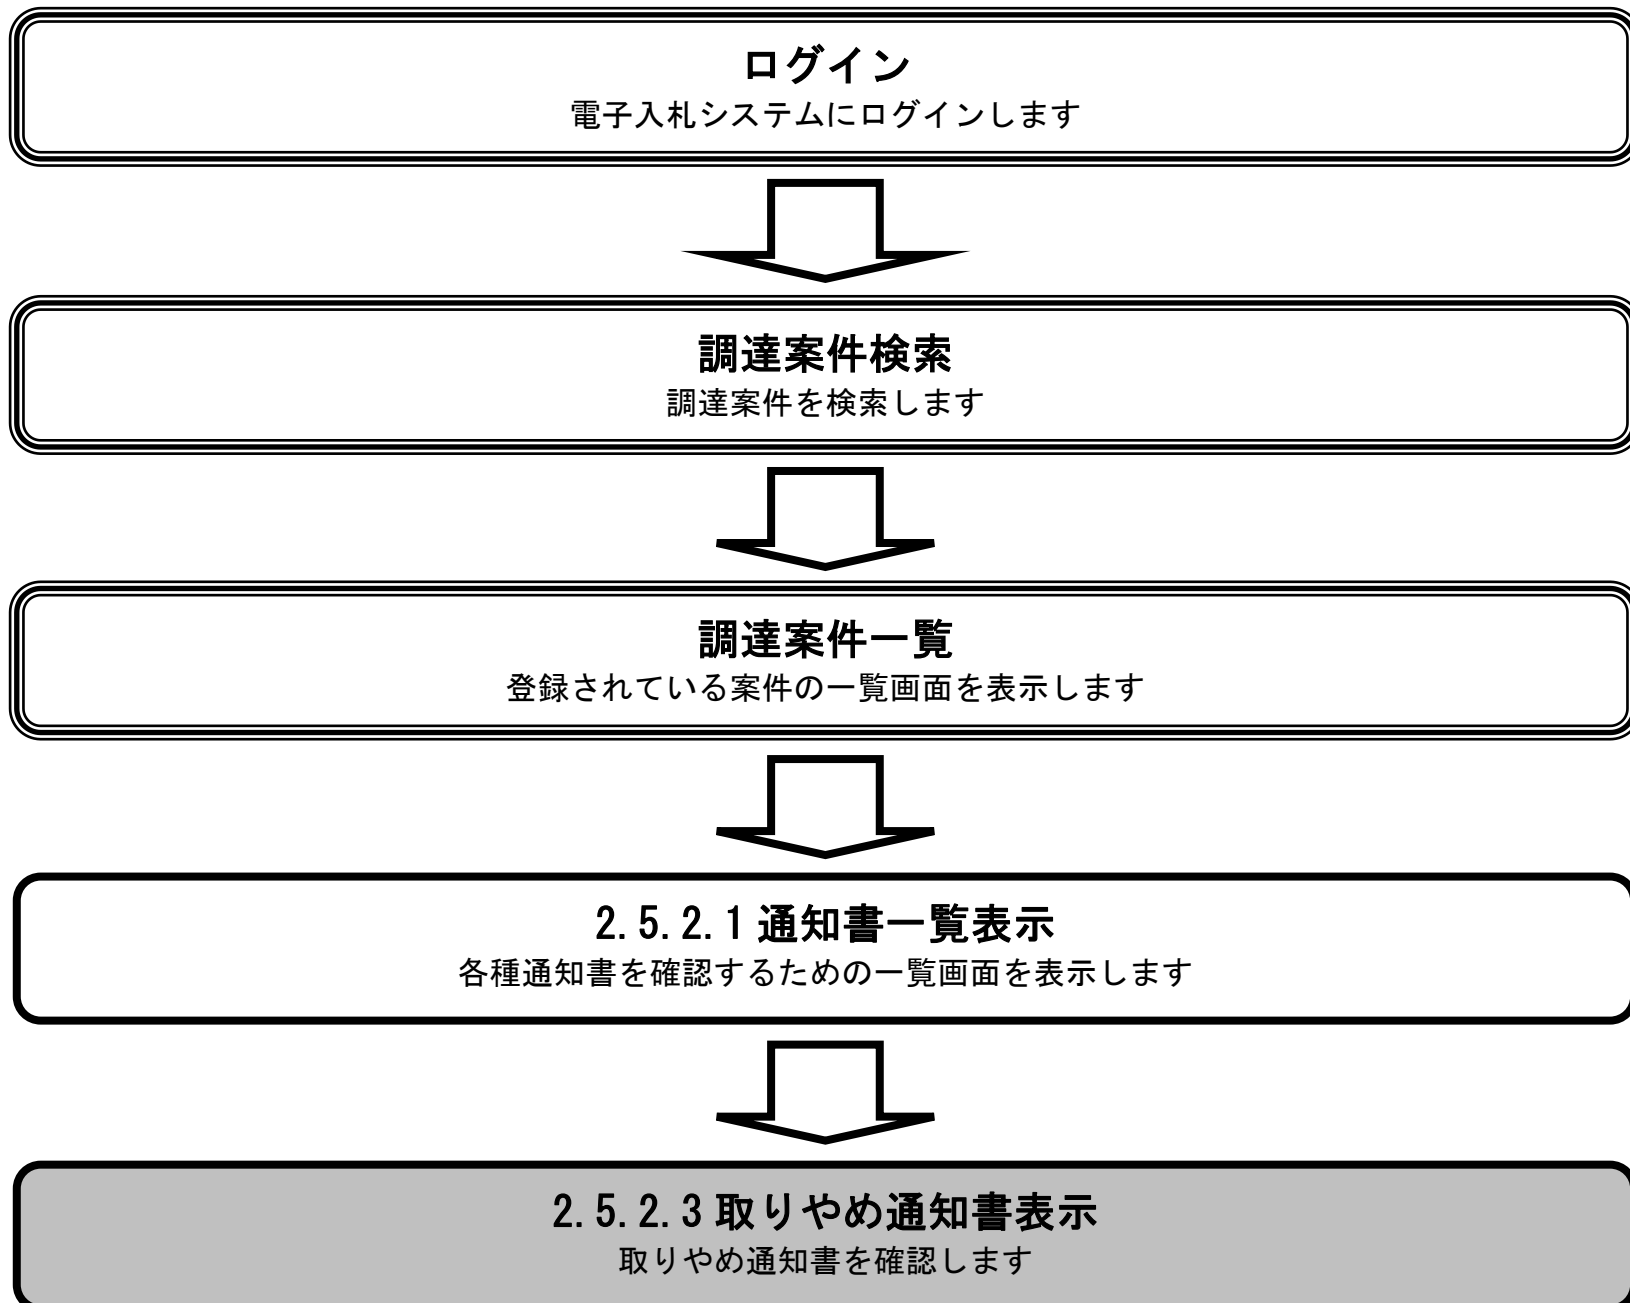 ログイン
電子入札システムにログインします
調達案件検索
調達案件を検索します
調達案件一覧
登録されている案件の一覧画面を表示します
2.5.2.1 通知書一覧表示
各種通知書を確認するための一覧画面を表示します
2.5.2.3 取りやめ通知書表示
取りやめ通知書を確認します